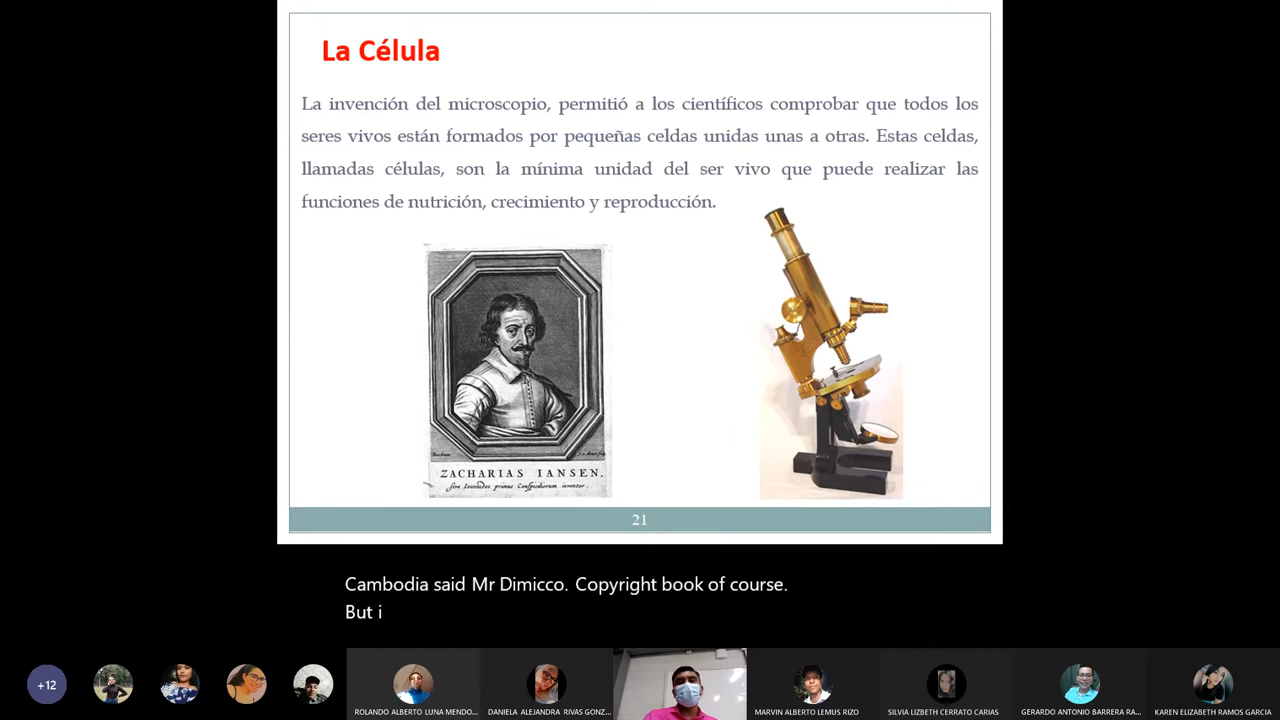 La Célula
La invención del microscopio, permitió a los científicos comprobar que todos los
seres vivos están formados por pequeñas celdas unidas unas a otras. Estas celdas,
llamadas células, son la mínima unidad del ser vivo que puede realizar las
funciones de nutrición, crecimiento y reproducción.
ZACHARIAS IANSEN.
primus Conspiciliorum inventor.
21
Cambodia said Mr Dimicco. Copyright book of course.
But i
+12
ROLANDO ALBERTO LUNA MENDO...
DANIELA ALEJANDRA RIVAS GONZ...
MARVIN ALBERTO LEMUS RIZO
SILVIA LIZBETH CERRATO CARIAS
GERARDO ANTONIO BARRERA RA...
KAREN ELIZABETH RAMOS GARCIA